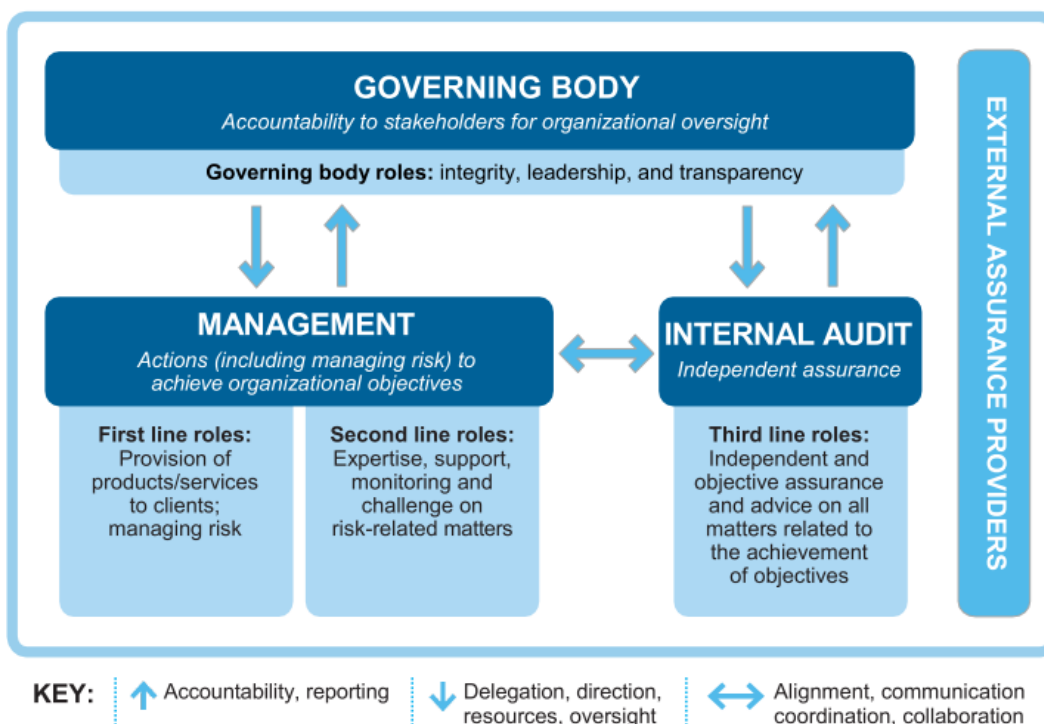 GOVERNING BODY
Accountability to stakeholders for organizational oversight
Governing body roles: integrity, leadership, and transparency
MANAGEMENT
Actions (including managing risk) to
achieve organizational objectives
First line roles:
Provision of
products/services
to clients;
managing risk
Second line roles:
Expertise, support,
monitoring and
challenge on
risk-related matters
INTERNAL AUDIT
Independent assurance
Third line roles:
Independent and
objective assurance
and advice on all
matters related to
the achievement
of objectives
EXTERNAL ASSURANCE PROVIDERS
KEY:
Accountability, reporting
Delegation, direction,
resources, oversight
Alignment, communication
coordination, collaboration